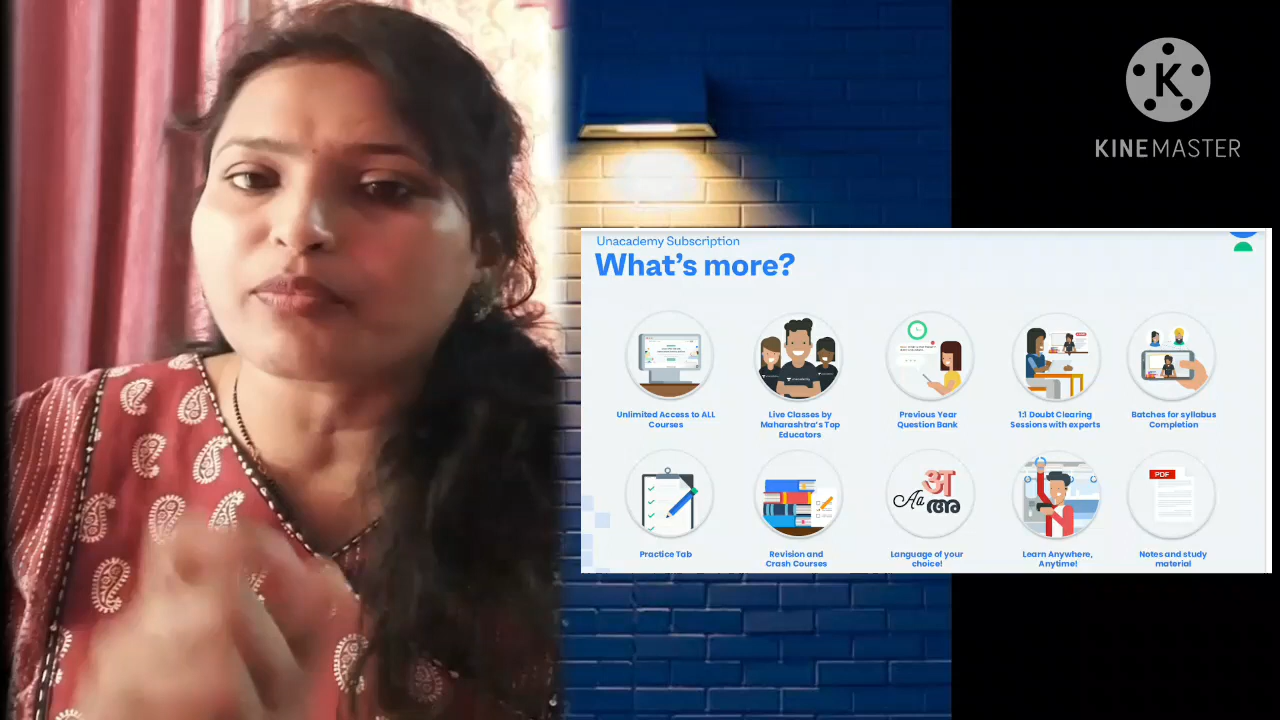 K
KINEMASTER
Unacademy Subscription
What's more?
Unlimited Access to ALL
Courses
Live Classes by
Maharashtra's Top
Educators
Previous Year
Question Bank
1:1 Doubt Clearing
Sessions with experts
Batches for syllabus
Completion
Practice Tab
Revision and
Crash Courses
Aa
अ
അ
Language of your
choice!
Learn Anywhere,
Anytime!
PDF
Notes and study
material